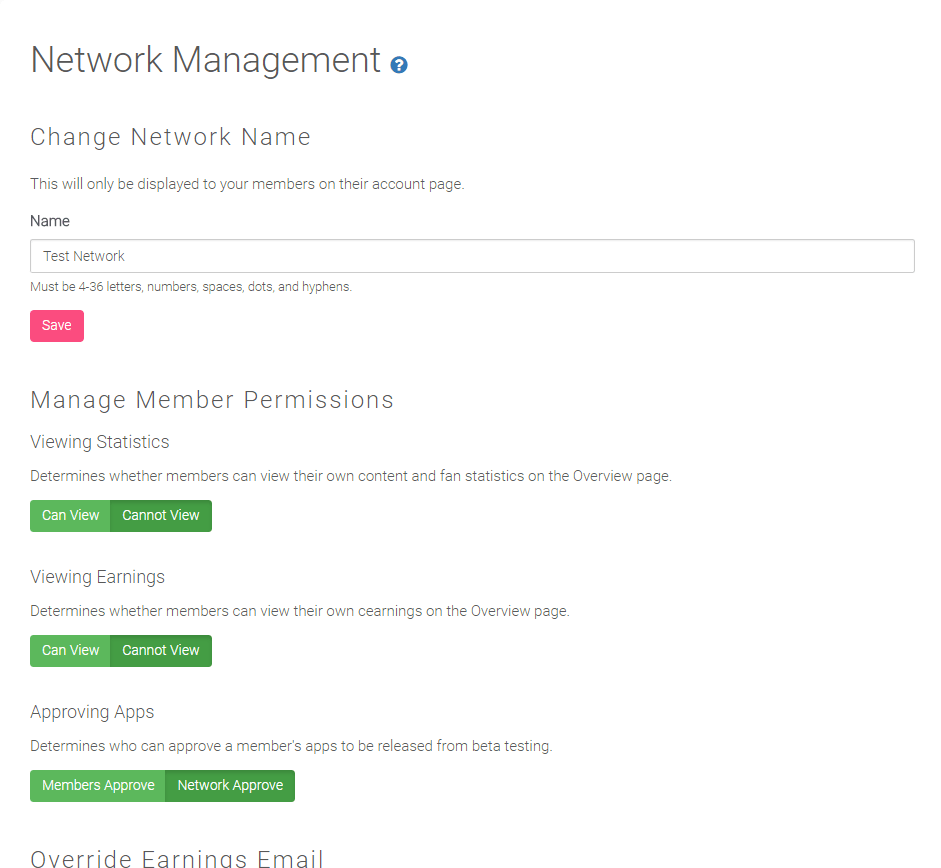 Network Management ?
Change Network Name
This will only be displayed to your members on their account page.
Name
Test Network
Must be 4-36 letters, numbers, spaces, dots, and hyphens.
Save
Manage Member Permissions
Viewing Statistics
Determines whether members can view their own content and fan statistics on the Overview page.
Can View Cannot View
Viewing Earnings
Determines whether members can view their own cearnings on the Overview page.
Can View Cannot View
Approving Apps
Determines who can approve a member's apps to be released from beta testing.
Members Approve Network Approve
Override Earnings Email